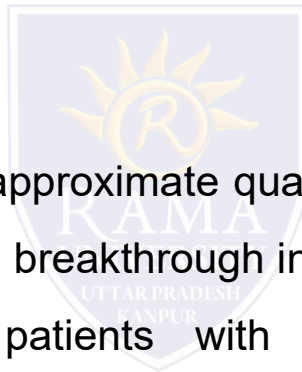 approximate qua
RAMA
breakthrough in
UTTAR PRADESH
KANPUR
patients with